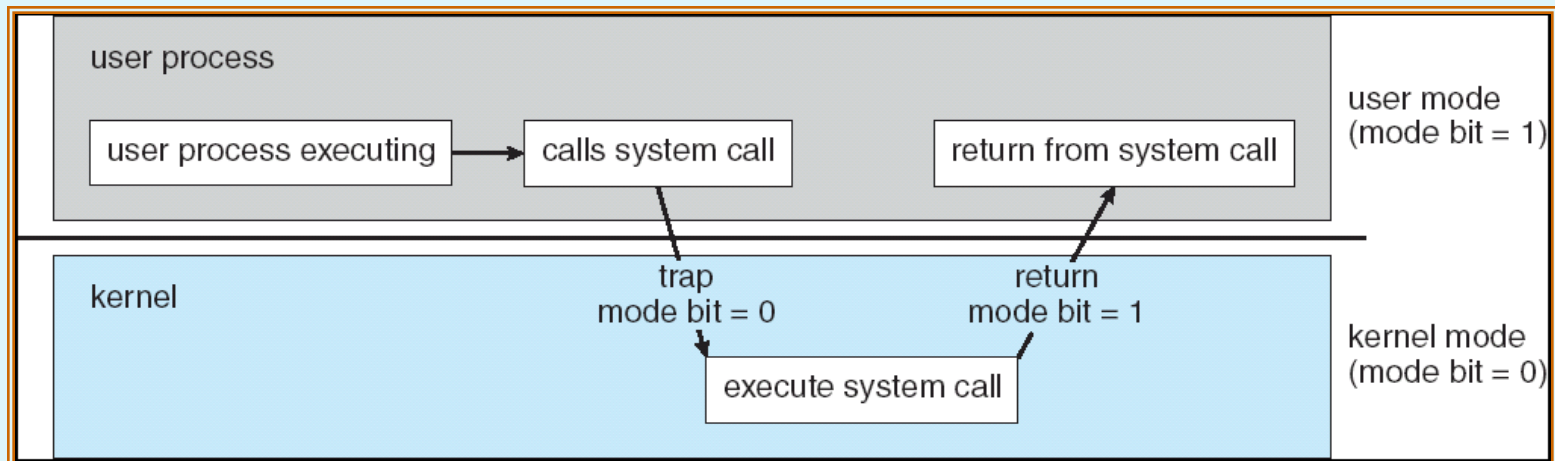 user process
user process executing
calls system call
return from system call
user mode
(mode bit = 1)
kernel
trap
mode bit = 0
return
mode bit = 1
execute system call
kernel mode
(mode bit = 0)